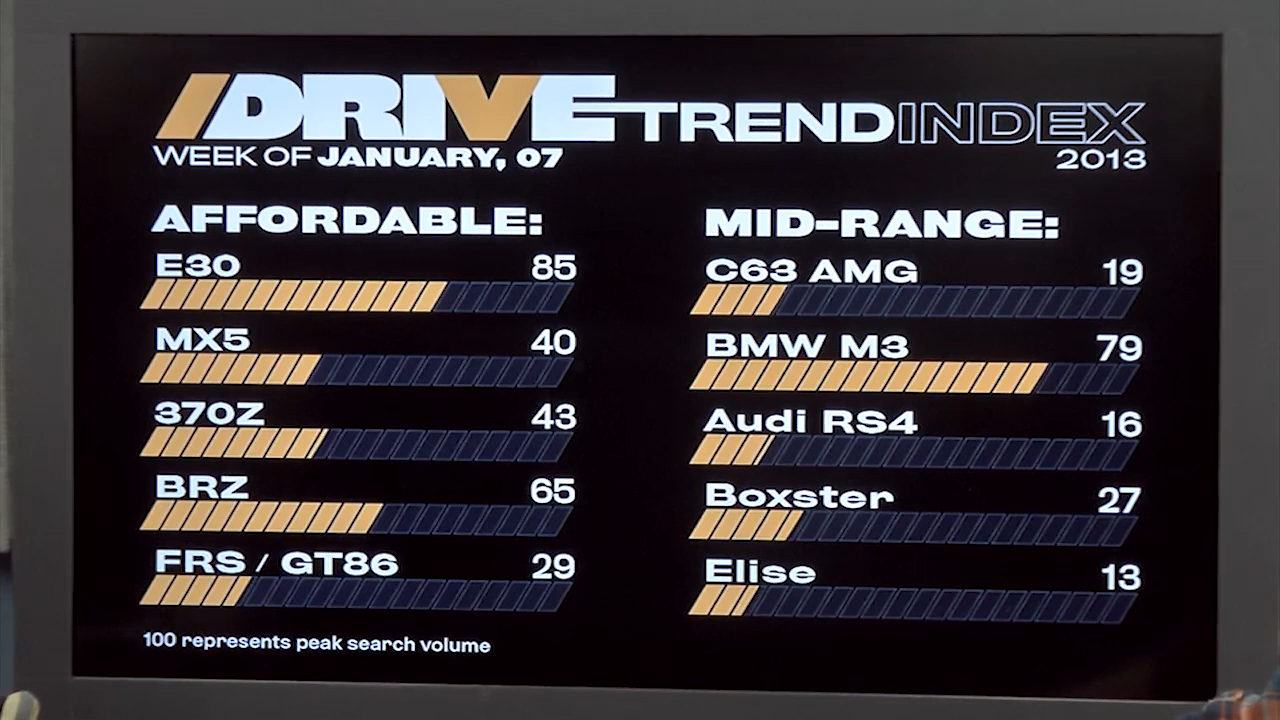 /DRIVE TREND INDEX
WEEK OF JANUARY, 07
2013
AFFORDABLE:
E30 85
MX5 40
370Z 43
BRZ 65
FRS / GT86 29
100 represents peak search volume
MID-RANGE:
C63 AMG 19
BMW M3 79
Audi RS4 16
Boxster 27
Elise 13